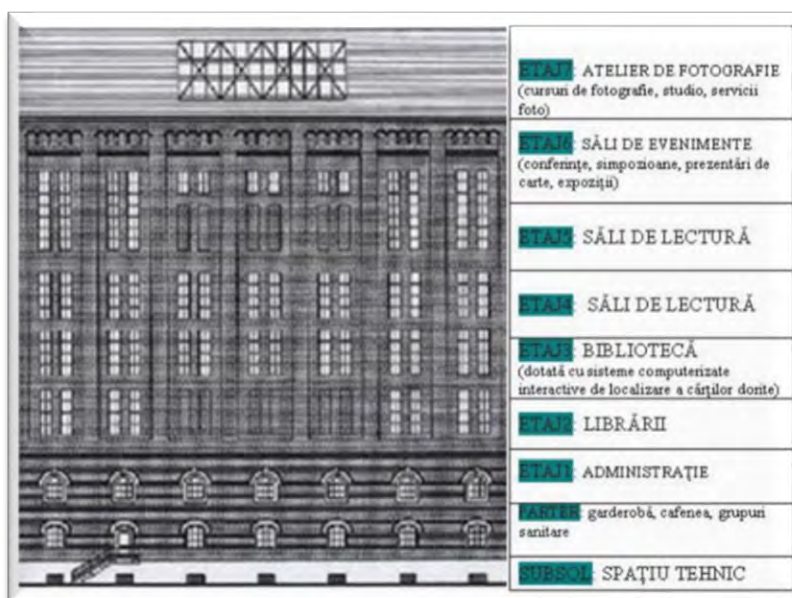 ETAJ7: ATELIER DE FOTOGRAFIE
(cursuri de fotografie, studio, servicii
foto)
ETAJ6: SĂLI DE EVENIMENTE
(conferințe, simpozioane, prezentări de
carte, expoziții)
ETAJ5: SĂLI DE LECTURĂ
ETAJ4: SĂLI DE LECTURĂ
ETAJ3: BIBLIOTECĂ
(dotată cu sisteme computerizate
interactive de localizare a cărților dorite)
ETAJ2: LIBRĂRII
ETAJ1: ADMINISTRAȚIE
PARTER: garderobă, cafenea, grupuri
sanitare
SUBSOL: SPAȚIU TEHNIC